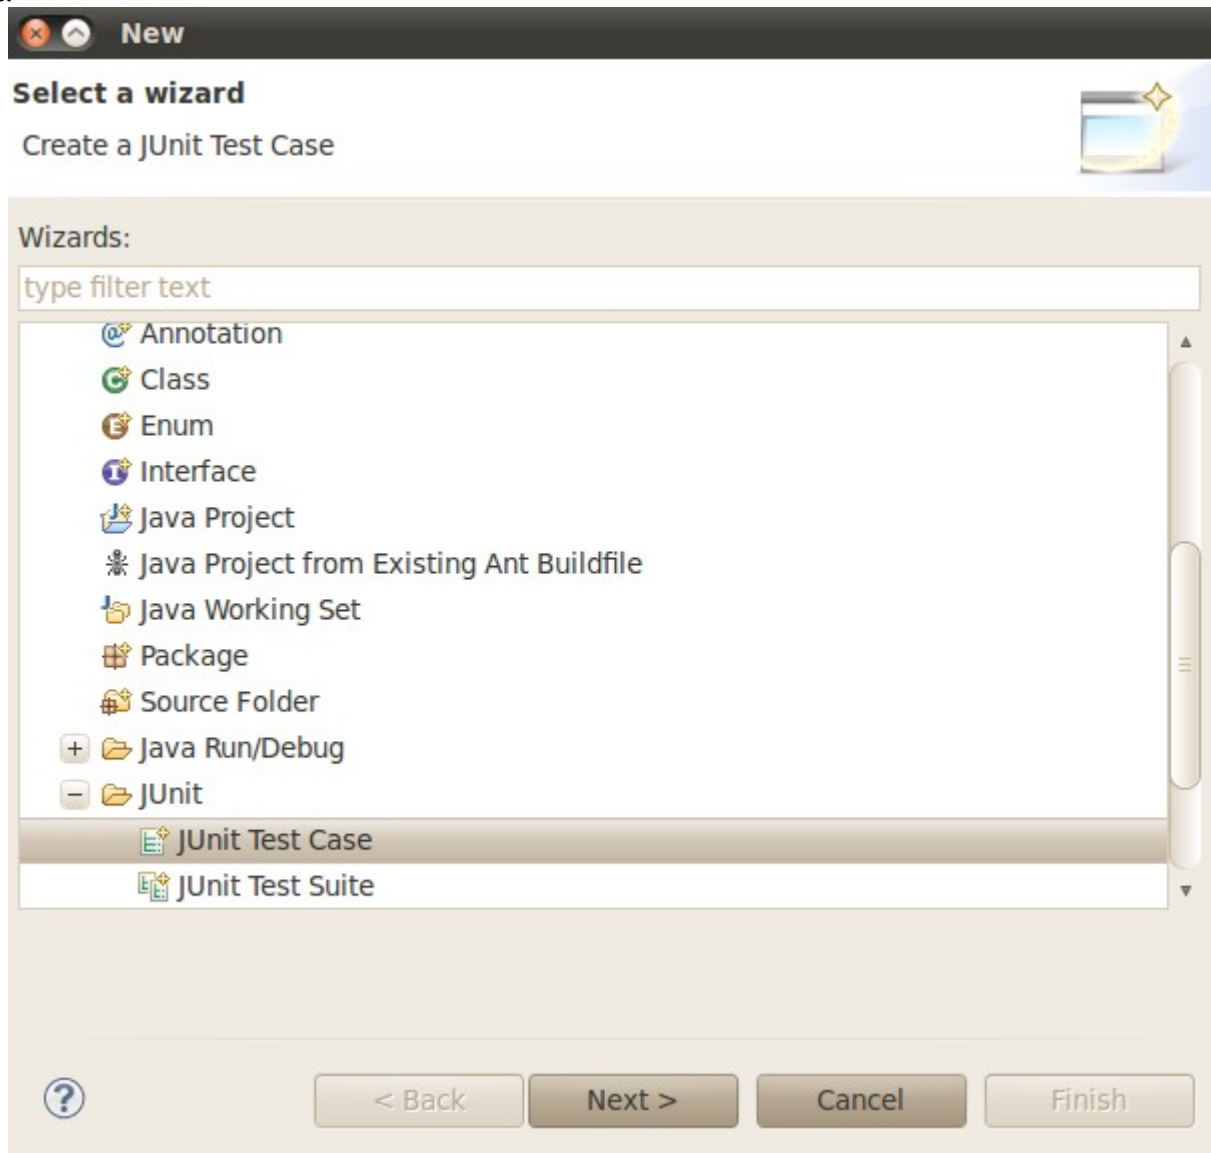 New
Select a wizard
Create a JUnit Test Case
Wizards:
type filter text
Annotation
Class
Enum
Interface
Java Project
Java Project from Existing Ant Buildfile
Java Working Set
Package
Source Folder
Java Run/Debug
JUnit
JUnit Test Case
JUnit Test Suite
< Back Next > Cancel Finish